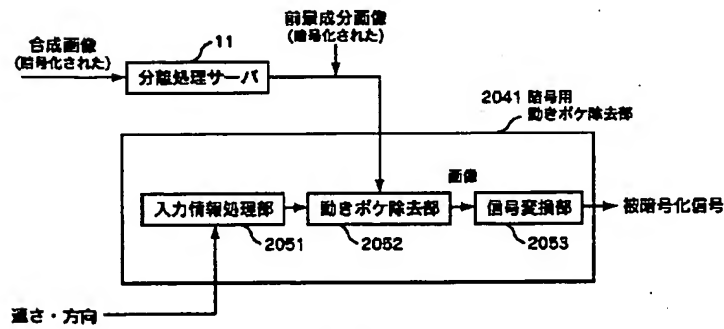 前景成分画像
(暗号化された)
合成画像
(暗号化された)
11
分離処理サーバ
2041 暗号用
動きボケ除去部
画像
入力情報処理部
動きボケ除去部
信号変換部
被暗号化信号
2051
2052
2053
速さ・方向